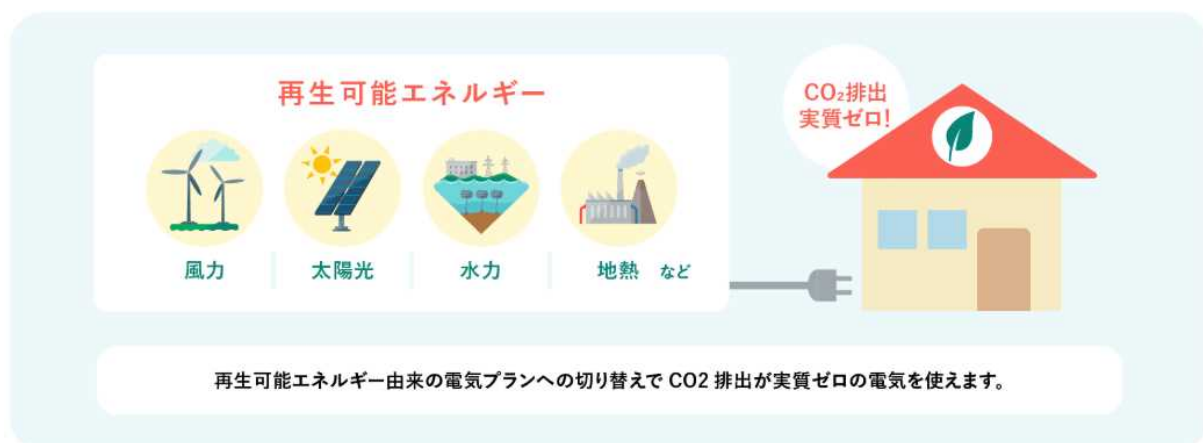 再生可能エネルギー
CO₂排出
実質ゼロ!
風力
太陽光
水力
地熱 など
再生可能エネルギー由来の電気プランへの切り替えで CO2 排出が実質ゼロの電気を使えます。